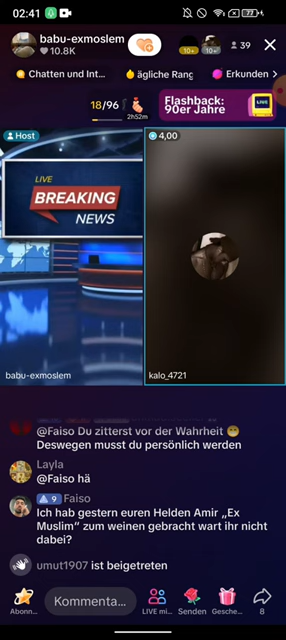 02:41
77
babu-exmoslem
10.8K
10+
10+
39
Chatten und Int...
ägliche Rang
Erkunden
18/96
2h52m
Flashback:
90er Jahre
LIVE
Host
4,00
LIVE
BREAKING
NEWS
babu-exmoslem
kalo_4721
@Faiso Du zitterst vor der Wahrheit 😁
Deswegen musst du persönlich werden
Layla
@Faiso hä
9 Faiso
Ich hab gestern euren Helden Amir „Ex
Muslim“ zum weinen gebracht wart ihr nicht
dabei?
umut1907 ist beigetreten
Kommenta...
Abonn...
LIVE mi...
Senden
Gesche...
8